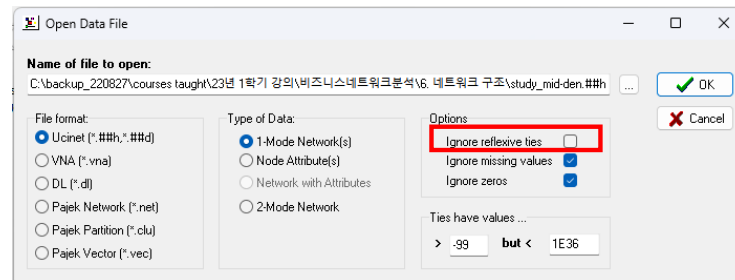 Open Data File
Name of file to open:
C:\backup_220827\courses taught\23년 1학기 강의\비즈니스네트워크분석\6. 네트워크 구조\study_mid-den.##h
...
OK
Cancel
File format:
Ucinet (*.##h,*.##d)
VNA (*.vna)
DL (*.dl)
Pajek Network (*.net)
Pajek Partition (*.clu)
Pajek Vector (*.vec)
Type of Data:
1-Mode Network(s)
Node Attribute(s)
Network with Attributes
2-Mode Network
Options
Ignore reflexive ties
Ignore missing values
Ignore zeros
Ties have values ...
> -99 but < 1E36